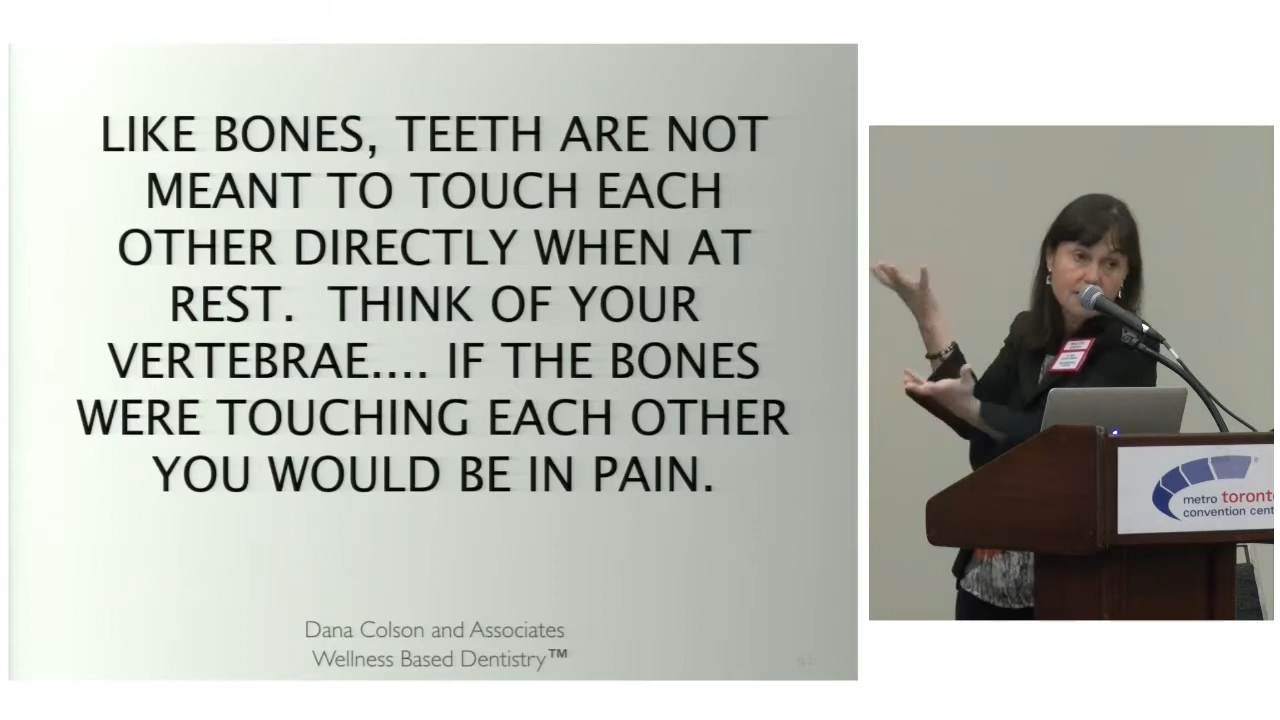 LIKE BONES, TEETH ARE NOT
MEANT TO TOUCH EACH
OTHER DIRECTLY WHEN AT
REST. THINK OF YOUR
VERTEBRAE.... IF THE BONES
WERE TOUCHING EACH OTHER
YOU WOULD BE IN PAIN.
Dana Colson and Associates
Wellness Based Dentistry™
metro toront
convention cent